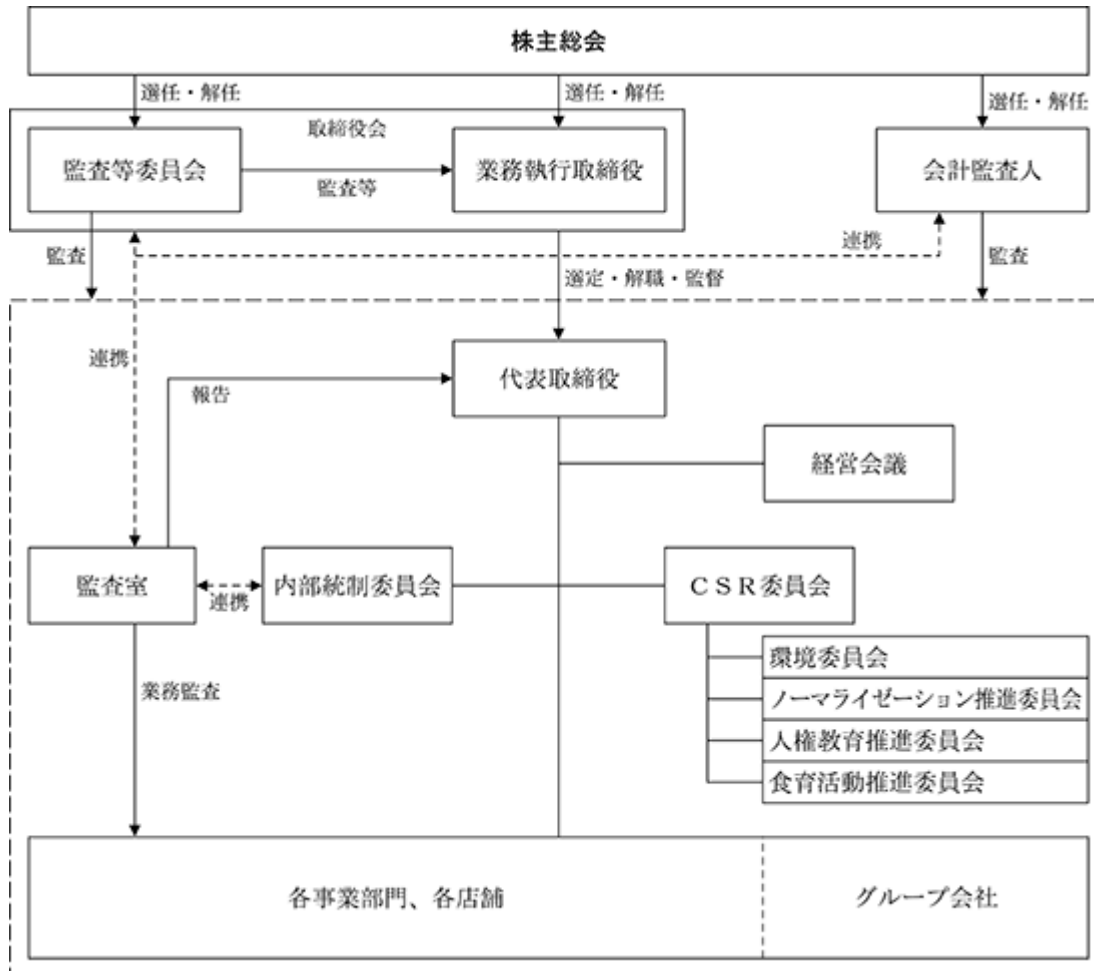 株主総会
選任・解任
選任・解任
選任・解任
取締役会
監査等委員会
監査等
業務執行取締役
会計監査人
監査
連携
監査
選定・解職・監督
連携
代表取締役
報告
経営会議
監査室
連携
内部統制委員会
ＣＳＲ委員会
環境委員会
ノーマライゼーション推進委員会
人権教育推進委員会
食育活動推進委員会
業務監査
各事業部門、各店舗
グループ会社